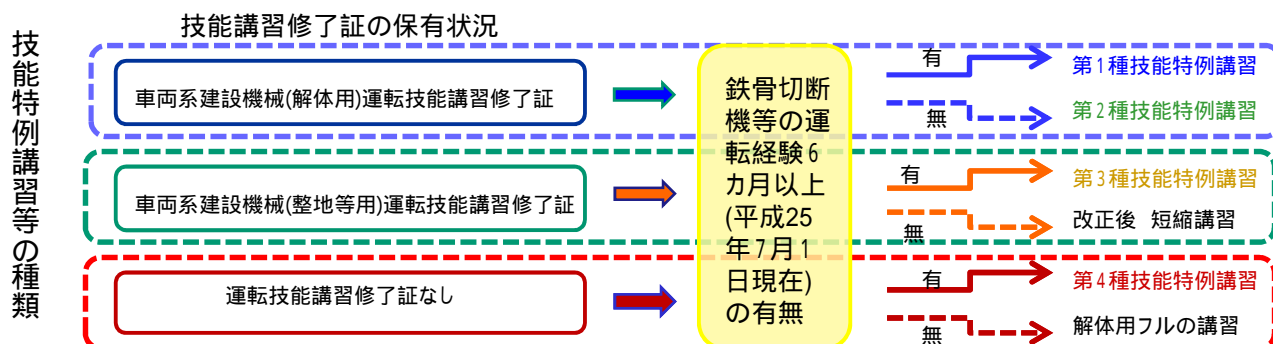 技能講習修了証の保有状況
技能特例講習等の種類
車両系建設機械(解体用)運転技能講習修了証
車両系建設機械(整地等用)運転技能講習修了証
運転技能講習修了証なし
鉄骨切断
機等の運
転経験6
カ月以上
(平成25
年7月1
日現在)
の有無
有
第1種技能特例講習
無
第2種技能特例講習
有
第3種技能特例講習
無
改正後 短縮講習
有
第4種技能特例講習
無
解体用フルの講習